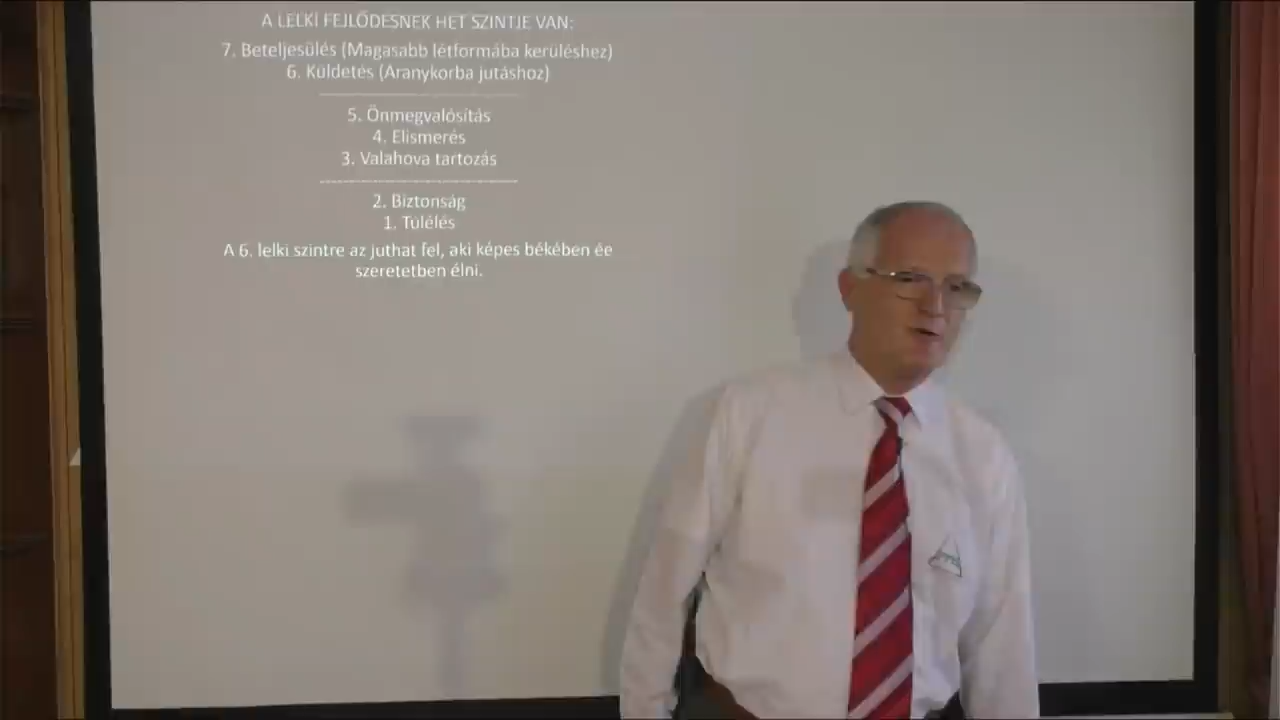 A LELKI FEJLŐDÉSNEK HÉT SZINTJE VAN:
7. Beteljesülés (Magasabb létformába kerüléshez)
6. Küldetés (Aranykorba jutáshoz)
5. Önmegvalósítás
4. Elismerés
3. Valahova tartozás
2. Biztonság
1. Túlélés
A 6. lelki szintre az juthat fel, aki képes békében ée
szeretetben élni.